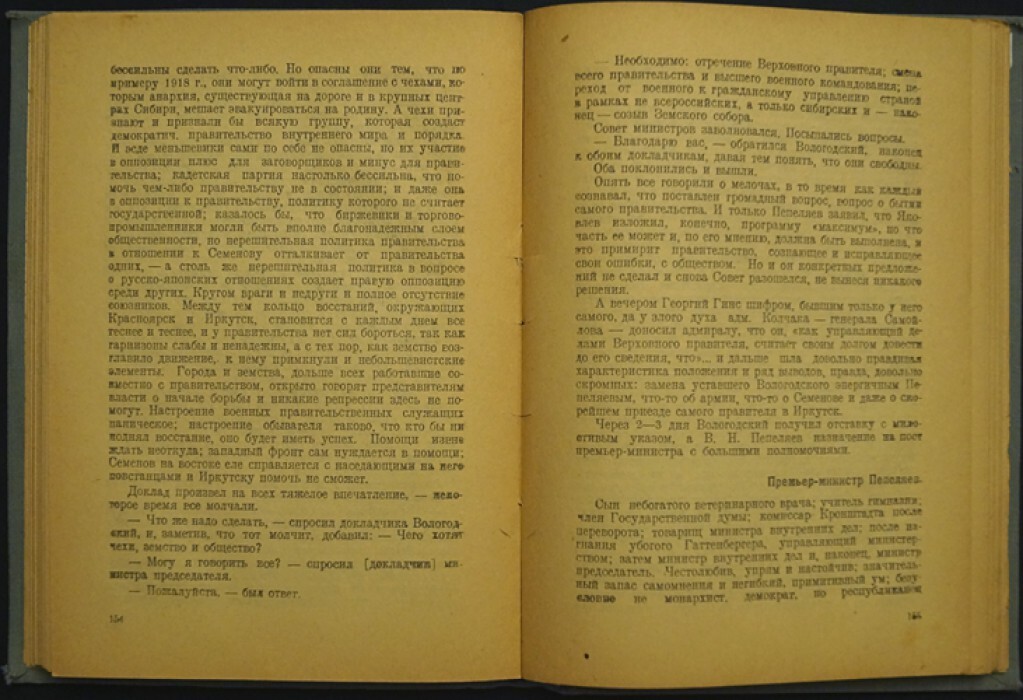 бессильны сделать что-либо. Но опасны они тем, что по
примеру 1918 г., они могут войти в соглашение с чехами, ко-
торым анархия, существующая на дороге и в крупных цент-
рах Сибири, мешает эвакуироваться на родину. А чехи при-
знают и признали бы всякую группу, которая создаст
демократич. правительство внутреннего мира и порядка.
И эсде меньшевики сами по себе не опасны, но их участие
в оппозиции плюс для заговорщиков и минус для прави-
тельства; кадетская партия настолько бессильна, что по-
мочь чем-либо правительству не в состоянии; и даже она
в оппозиции к правительству, политику которого не считает
государственной; казалось бы, что биржевики и торгово-
промышленники могли быть вполне благонадежным слоем
общественности, но нерешительная политика правительства
в отношении к Семенову отталкивает от правительства
одних, — а столь же нерешительная политика в вопросе
о русско-японских отношениях создает правую оппозицию
среди других. Кругом враги и недруги и полное отсутствие
союзников. Между тем кольцо восстаний, окружающих
Красноярск и Иркутск, становится с каждым днем все
теснее и теснее, и у правительства нет сил бороться, так как
гарнизоны слабы и ненадежны, а с тех пор, как земство воз-
главило движение, к нему примкнули и небольшевистские
элементы. Города и земства, дольше всех работавшие со-
вместно с правительством, открыто говорят представителям
власти о начале борьбы и никакие репрессии здесь не по-
могут. Настроение военных правительственных служащих
паническое; настроение обывателя таково, что кто бы ни
поднял восстание, оно будет иметь успех. Помощи извне
ждать неоткуда; западный фронт сам нуждается в помощи;
Семенов на востоке еле справляется с наседающими на него
повстанцами и Иркутску помочь не сможет.
Доклад произвел на всех тяжелое впечатление, — неко-
торое время все молчали.
— Что же надо сделать, — спросил докладчика Вологод-
ский, и, заметив, что тот молчит, добавил: — Чего хотят
чехи, земство и общество?
— Могу я говорить все? — спросил [докладчик] ми-
нистра председателя.
— Пожалуйста, — был ответ.
154
— Необходимо: отречение Верховного правителя; смена
всего правительства и высшего военного командования; пе-
реход от военного к гражданскому управлению страной
в рамках не всероссийских, а только сибирских и — нако-
нец — созыв Земского собора.
Совет министров заволновался. Посыпались вопросы.
— Благодарю вас, — обратился Вологодский, наконец
к обоим докладчикам, давая тем понять, что они свободны.
Оба поклонились и вышли.
Опять все говорили о мелочах, в то время как каждый
сознавал, что поставлен громадный вопрос, вопрос о бытии
самого правительства. И только Пепеляев заявил, что Яко-
влев изложил, конечно, программу «максимум», но что
часть ее может и, по его мнению, должна быть выполнена, и
это примирит правительство, сознающее и исправляющее
свои ошибки, с обществом. Но и он конкретных предложе-
ний не сделал и снова Совет разошелся, не вынеся никакого
решения.
А вечером Георгий Гинс шифром, бывшим только у него
самого, да у злого духа адм. Колчака — генерала Самой-
лова — доносил адмиралу, что он, «как управляющий де-
лами Верховного правителя, считает своим долгом довести
до его сведения, что»... и дальше шла довольно правдивая
характеристика положения и ряд выводов, правда, довольно
скромных: замена уставшего Вологодского энергичным Пе-
пеляевым, что-то об армии, что-то о Семенове и даже о ско-
рейшем приезде самого правителя в Иркутск.
Через 2—3 дня Вологодский получил отставку с мило-
стивым указом, а В. Н. Пепеляев назначение на пост
премьер-министра с большими полномочиями.
Премьер-министр Пепеляев.
Сын небогатого ветеринарного врача; учитель гимназии;
член Государственной думы; комиссар Кронштадта после
переворота; товарищ министра внутренних дел; после из-
гнания убогого Гаттенбергера, управляющий министер-
ством; затем министр внутренних дел и, наконец, министр
председатель. Честолюбив, упрям и настойчив; значитель-
ный запас самомнения и негибкий, примитивный ум; безу-
словно не монархист, демократ, но республиканец
155